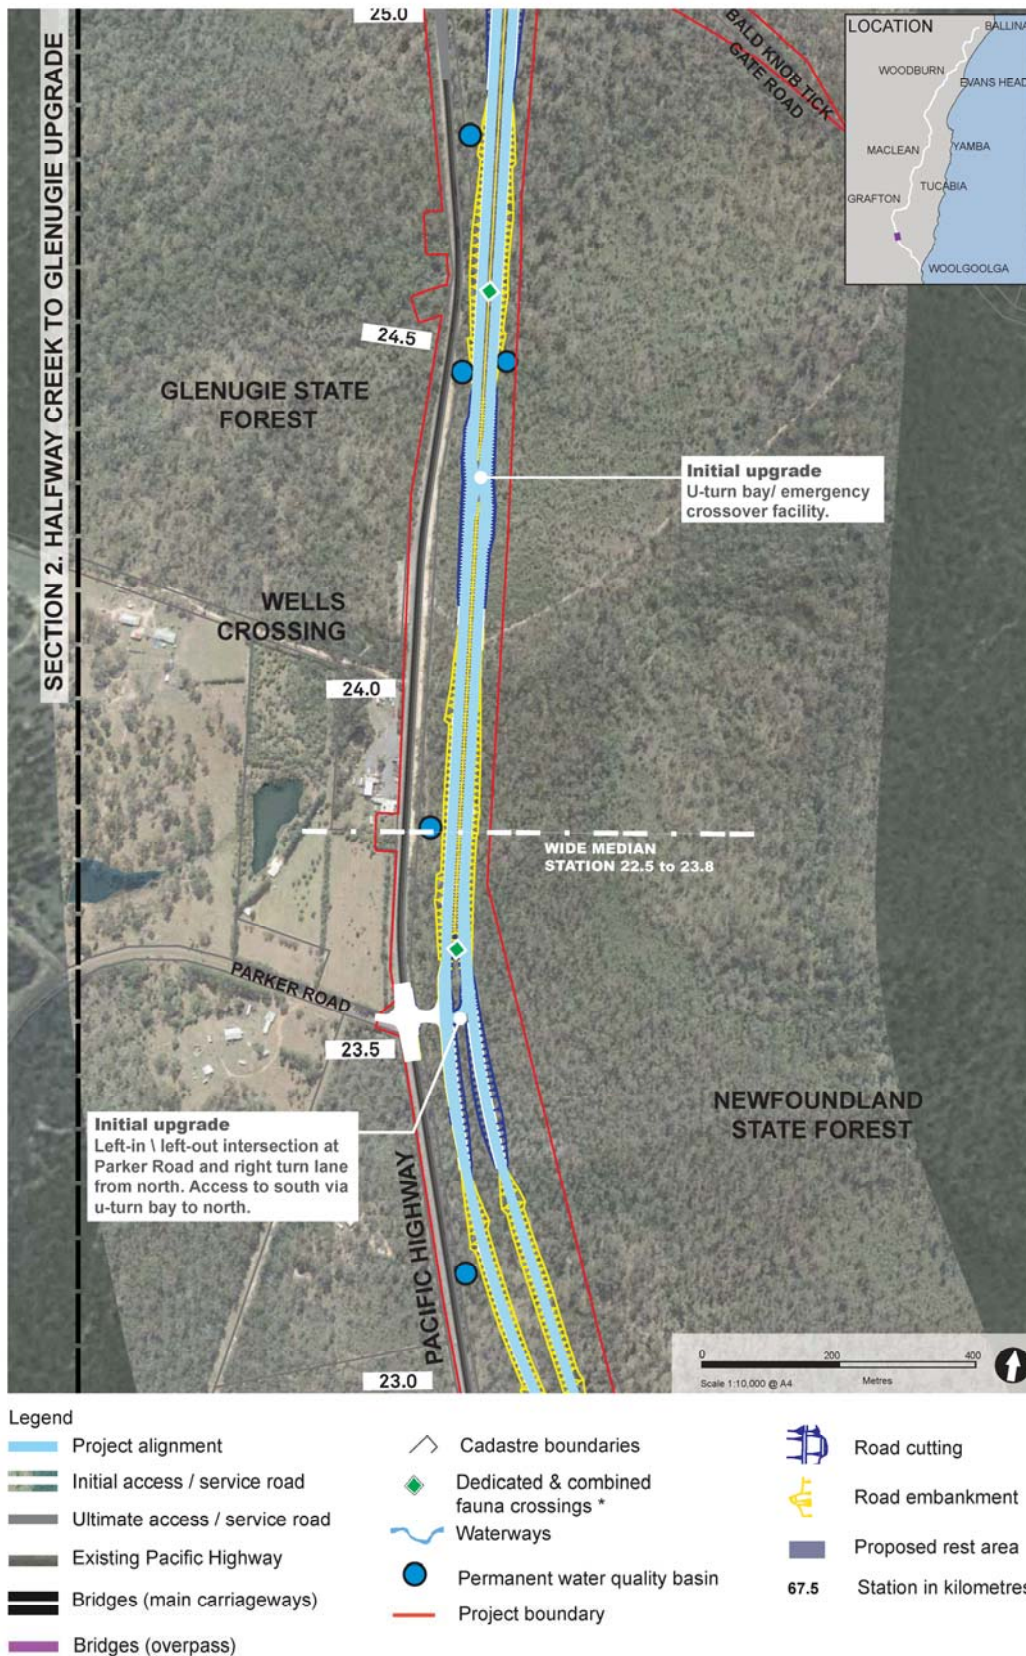 SECTION 2. HALFWAY CREEK TO GLENUGIE UPGRADE
25.0
BALD KNOB TICK
GATE ROAD
LOCATION
BALLINA
WOODBURN
EVANS HEAD
MACLEAN
YAMBA
TUCABIA
GRAFTON
WOOLGOOLGA
24.5
GLENUGIE STATE
FOREST
Initial upgrade
U-turn bay/ emergency
crossover facility.
WELLS
CROSSING
24.0
WIDE MEDIAN
STATION 22.5 to 23.8
PARKER ROAD
23.5
Initial upgrade
Left-in \ left-out intersection at
Parker Road and right turn lane
from north. Access to south via
u-turn bay to north.
NEWFOUNDLAND
STATE FOREST
PACIFIC HIGHWAY
23.0
0 200 400
Scale 1:10,000 @ A4 Metres
Legend
Project alignment
Initial access / service road
Ultimate access / service road
Existing Pacific Highway
Bridges (main carriageways)
Bridges (overpass)
Cadastre boundaries
Dedicated & combined
fauna crossings *
Waterways
Permanent water quality basin
Project boundary
Road cutting
Road embankment
Proposed rest area
67.5 Station in kilometres